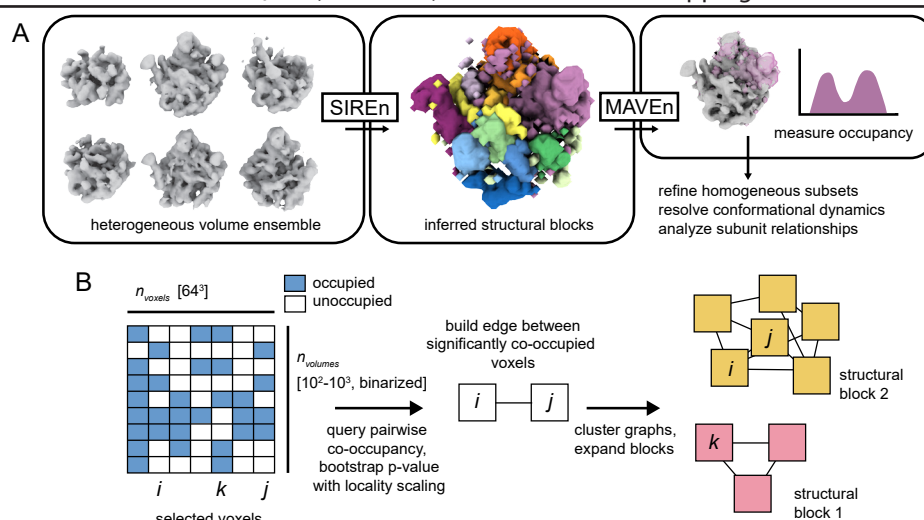 A
SIREn
MAVEn
measure occupancy
heterogeneous volume ensemble
inferred structural blocks
refine homogeneous subsets
resolve conformational dynamics
analyze subunit relationships
B
n_voxels [64³]
occupied
unoccupied
n_volumes
[10²-10³, binarized]
query pairwise
co-occupancy,
bootstrap p-value
with locality scaling
i k j
selected voxels
build edge between
significantly co-occupied
voxels
i j
cluster graphs,
expand blocks
j
i
structural
block 2
k
structural
block 1